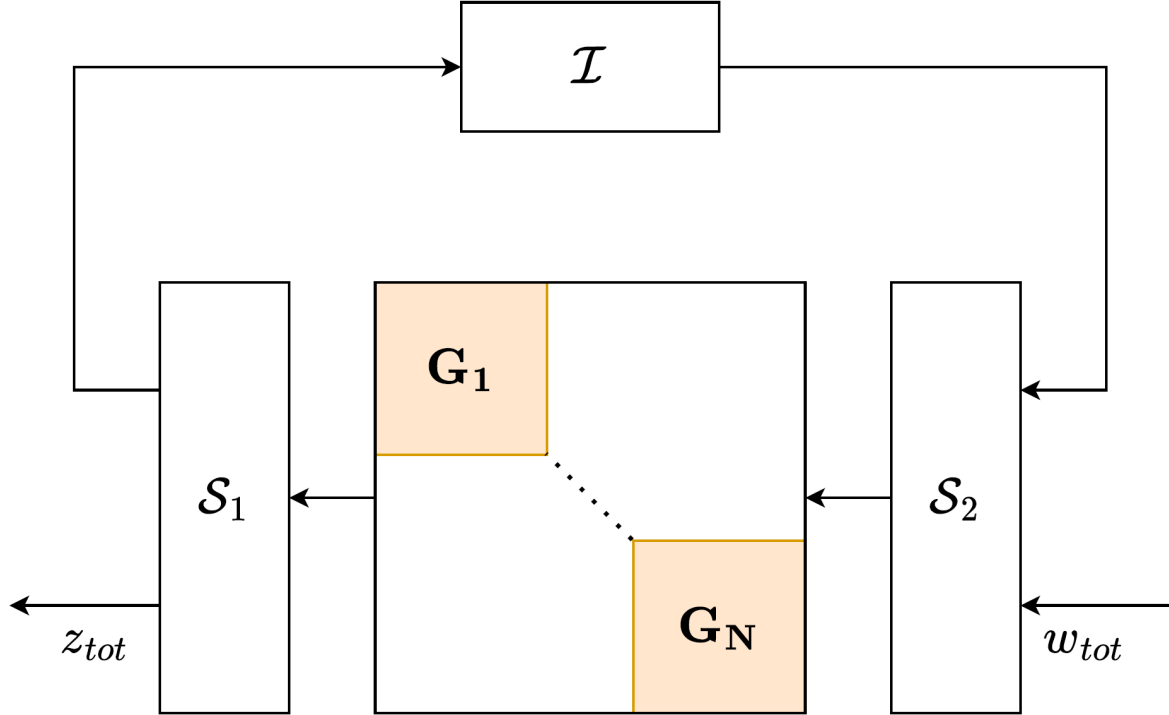 𝓘
G₁
𝒮₁
𝒮₂
G_N
z_tot
w_tot